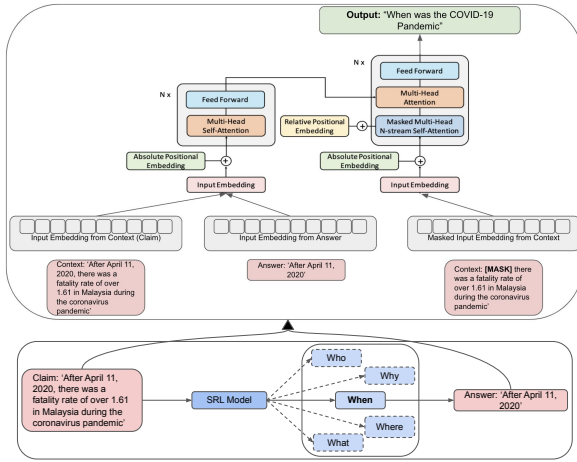 Output: "When was the COVID-19
Pandemic"
N x
Feed Forward
Multi-Head
Self-Attention
Absolute Positional
Embedding
+
Input Embedding
N x
Feed Forward
Multi-Head
Attention
Masked Multi-Head
N-stream Self-Attention
Relative Positional
Embedding
+
Absolute Positional
Embedding
+
Input Embedding
Input Embedding from Context (Claim)
Input Embedding from Answer
Masked Input Embedding from Context
Context: 'After April 11,
2020, there was a
fatality rate of over
1.61 in Malaysia during
the coronavirus
pandemic'
Answer: 'After April 11,
2020'
Context: [MASK] there
was a fatality rate of
over 1.61 in Malaysia
during the coronavirus
pandemic'
Claim: 'After April 11,
2020, there was a
fatality rate of over 1.61
in Malaysia during the
coronavirus pandemic'
SRL Model
Who
Why
When
Where
What
Answer: 'After April 11,
2020'